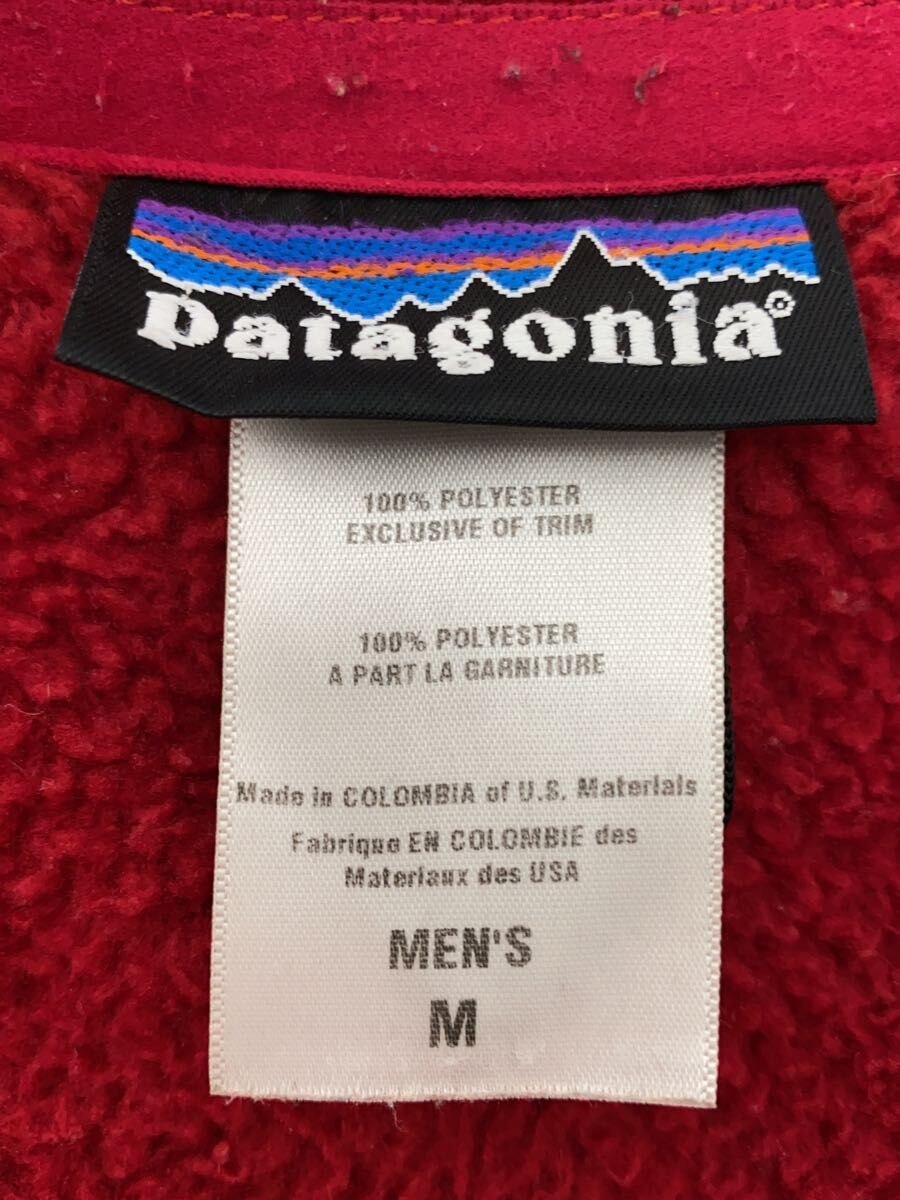 patagonia®
100% POLYESTER
EXCLUSIVE OF TRIM
100% POLYESTER
A PART LA GARNITURE
Made in COLOMBIA of U.S. Materials
Fabrique EN COLOMBIE des
Materiaux des USA
MEN'S
M